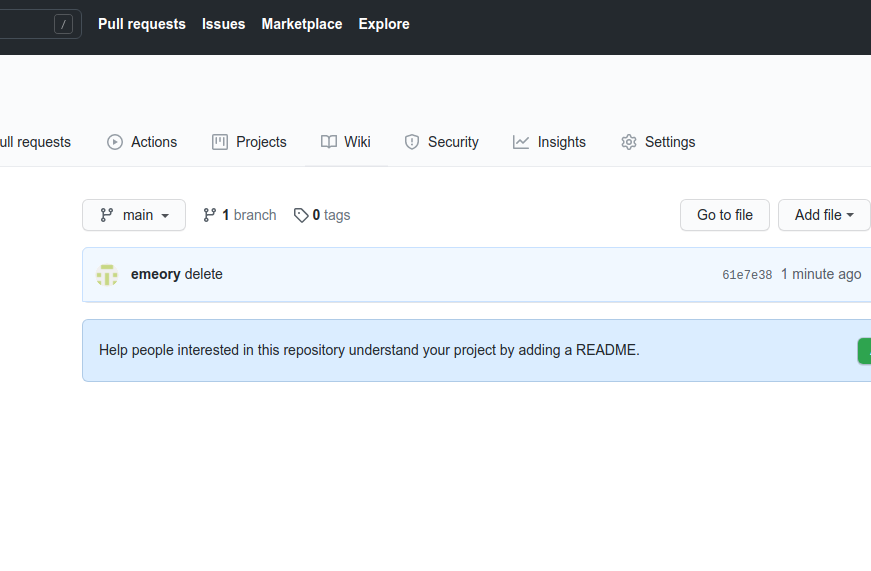 / Pull requests Issues Marketplace Explore
ull requests Actions Projects Wiki Security Insights Settings
main 1 branch 0 tags Go to file Add file
emeory delete 61e7e38 1 minute ago
Help people interested in this repository understand your project by adding a README.